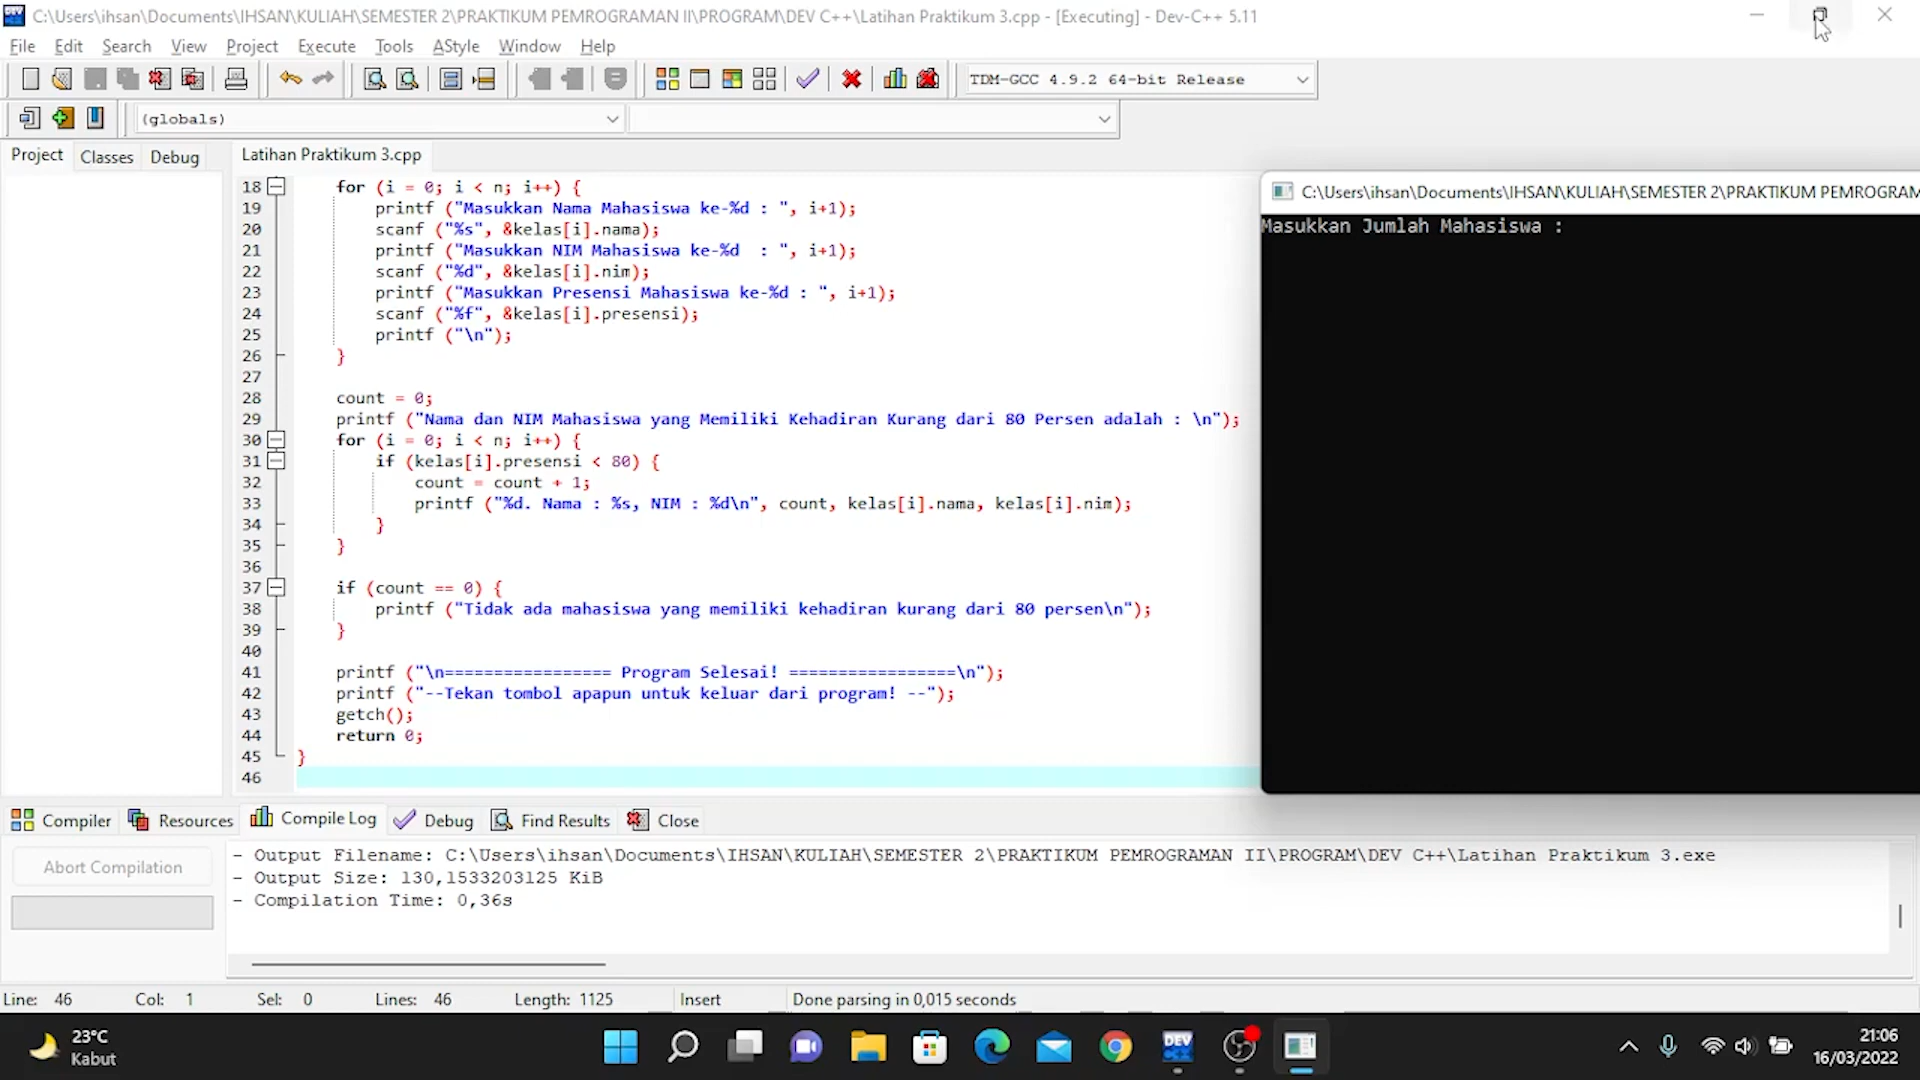 C:\Users\ihsan\Documents\IHSAN\KULIAH\SEMESTER 2\PRAKTIKUM PEMROGRAMAN II\PROGRAM\DEV C++\Latihan Praktikum 3.cpp - [Executing] - Dev-C++ 5.11
File Edit Search View Project Execute Tools AStyle Window Help
TDM-GCC 4.9.2 64-bit Release
(globals)
Project Classes Debug
Latihan Praktikum 3.cpp
18 for (i = 0; i < n; i++) {
19 printf ("Masukkan Nama Mahasiswa ke-%d : ", i+1);
20 scanf ("%s", &kelas[i].nama);
21 printf ("Masukkan NIM Mahasiswa ke-%d  : ", i+1);
22 scanf ("%d", &kelas[i].nim);
23 printf ("Masukkan Presensi Mahasiswa ke-%d : ", i+1);
24 scanf ("%f", &kelas[i].presensi);
25 printf ("\n");
26 }
27
28 count = 0;
29 printf ("Nama dan NIM Mahasiswa yang Memiliki Kehadiran Kurang dari 80 Persen adalah : \n");
30 for (i = 0; i < n; i++) {
31 if (kelas[i].presensi < 80) {
32 count = count + 1;
33 printf ("%d. Nama : %s, NIM : %d\n", count, kelas[i].nama, kelas[i].nim);
34 }
35 }
36
37 if (count == 0) {
38 printf ("Tidak ada mahasiswa yang memiliki kehadiran kurang dari 80 persen\n");
39 }
40
41 printf ("\n================= Program Selesai! =================\n");
42 printf ("--Tekan tombol apapun untuk keluar dari program! --");
43 getch();
44 return 0;
45 }
46
C:\Users\ihsan\Documents\IHSAN\KULIAH\SEMESTER 2\PRAKTIKUM PEMROGRAM
Masukkan Jumlah Mahasiswa :
Compiler Resources Compile Log Debug Find Results Close
Abort Compilation
- Output Filename: C:\Users\ihsan\Documents\IHSAN\KULIAH\SEMESTER 2\PRAKTIKUM PEMROGRAMAN II\PROGRAM\DEV C++\Latihan Praktikum 3.exe
- Output Size: 130,1533203125 KiB
- Compilation Time: 0,36s
Line: 46 Col: 1 Sel: 0 Lines: 46 Length: 1125 Insert Done parsing in 0,015 seconds
23°C
Kabut
DEV
21:06
16/03/2022